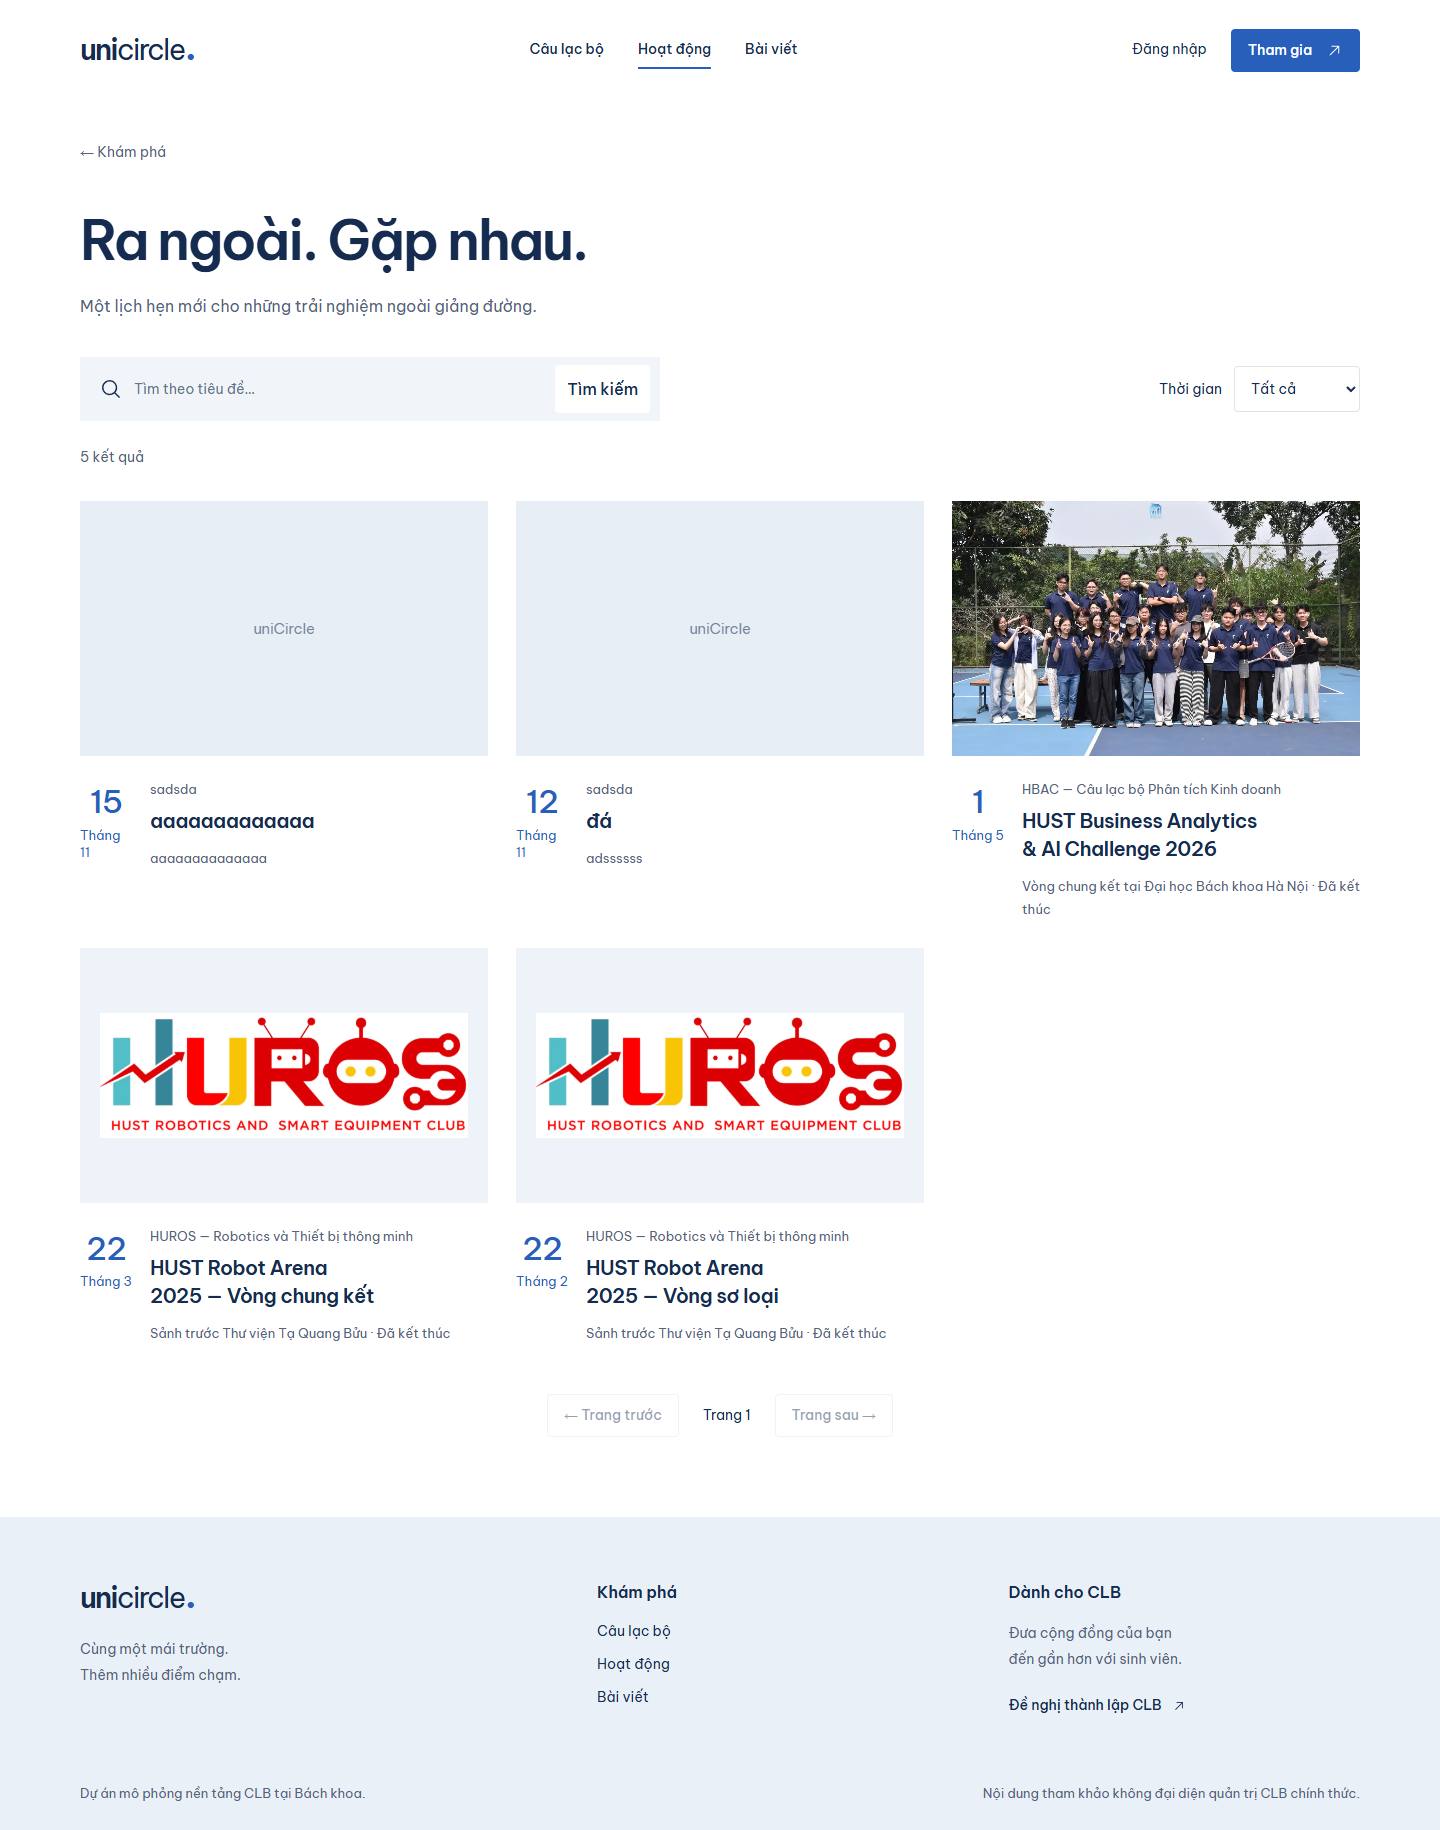 unicircle.
Câu lạc bộ
Hoạt động
Bài viết
Đăng nhập
Tham gia ↗
← Khám phá
Ra ngoài. Gặp nhau.
Một lịch hẹn mới cho những trải nghiệm ngoài giảng đường.
Tìm theo tiêu đề...
Tìm kiếm
Thời gian
Tất cả
5 kết quả
uniCircle
15
Tháng
11
sadsda
aaaaaaaaaaaaa
aaaaaaaaaaaaaa
uniCircle
12
Tháng
11
sadsda
đá
adssssss
1
Tháng 5
HBAC — Câu lạc bộ Phân tích Kinh doanh
HUST Business Analytics
& AI Challenge 2026
Vòng chung kết tại Đại học Bách khoa Hà Nội · Đã kết
thúc
HUROS
HUST ROBOTICS AND SMART EQUIPMENT CLUB
22
Tháng 3
HUROS — Robotics và Thiết bị thông minh
HUST Robot Arena
2025 — Vòng chung kết
Sảnh trước Thư viện Tạ Quang Bửu · Đã kết thúc
HUROS
HUST ROBOTICS AND SMART EQUIPMENT CLUB
22
Tháng 2
HUROS — Robotics và Thiết bị thông minh
HUST Robot Arena
2025 — Vòng sơ loại
Sảnh trước Thư viện Tạ Quang Bửu · Đã kết thúc
← Trang trước
Trang 1
Trang sau →
unicircle.
Cùng một mái trường.
Thêm nhiều điểm chạm.
Khám phá
Câu lạc bộ
Hoạt động
Bài viết
Dành cho CLB
Đưa cộng đồng của bạn
đến gần hơn với sinh viên.
Đề nghị thành lập CLB ↗
Dự án mô phỏng nền tảng CLB tại Bách khoa.
Nội dung tham khảo không đại diện quản trị CLB chính thức.